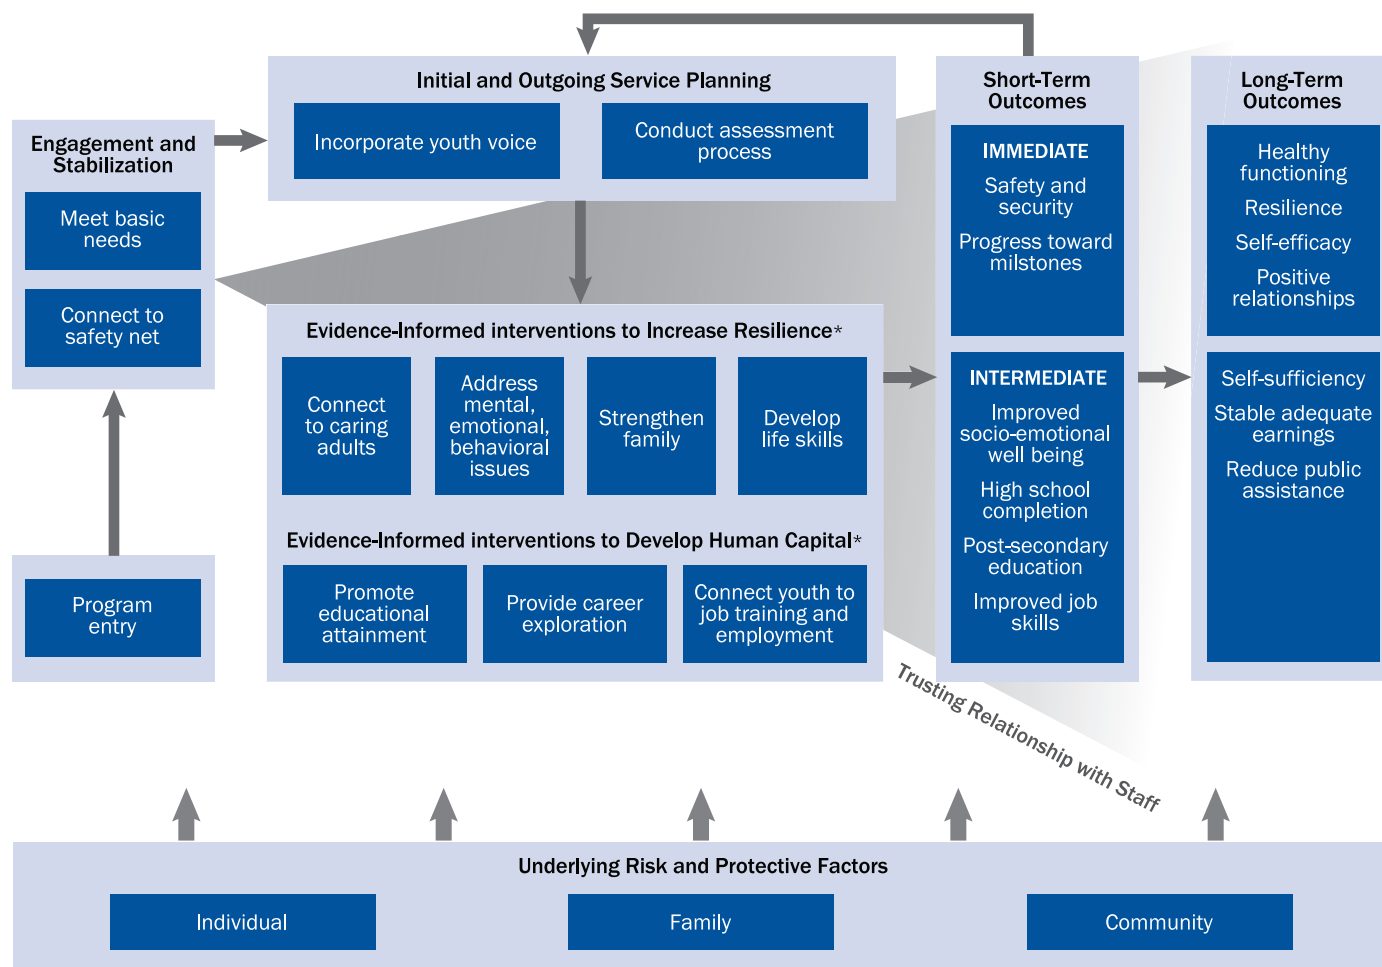 Initial and Outgoing Service Planning
Incorporate youth voice
Conduct assessment
process
Engagement and
Stabilization
Meet basic
needs
Connect to
safety net
Program
entry
Evidence-Informed interventions to Increase Resilience*
Connect
to caring
adults
Address
mental,
emotional,
behavioral
issues
Strengthen
family
Develop
life skills
Evidence-Informed interventions to Develop Human Capital*
Promote
educational
attainment
Provide career
exploration
Connect youth to
job training and
employment
Short-Term
Outcomes
IMMEDIATE
Safety and
security
Progress toward
milstones
INTERMEDIATE
Improved
socio-emotional
well being
High school
completion
Post-secondary
education
Improved job
skills
Long-Term
Outcomes
Healthy
functioning
Resilience
Self-efficacy
Positive
relationships
Self-sufficiency
Stable adequate
earnings
Reduce public
assistance
Trusting Relationship with Staff
Underlying Risk and Protective Factors
Individual
Family
Community